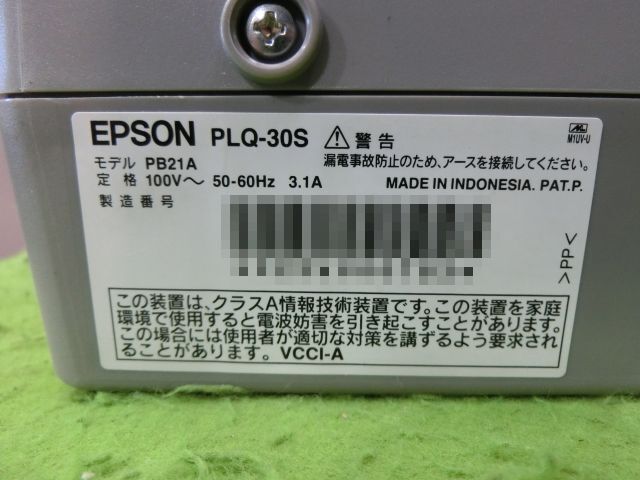 EPSON PLQ-30S ⚠ 警告
モデル PB21A
漏電事故防止のため、アースを接続してください。
定格 100V～ 50-60Hz 3.1A
MADE IN INDONESIA. PAT.P.
製造番号
M1UV-U
>PP<
この装置は、クラスA情報技術装置です。この装置を家庭
環境で使用すると電波妨害を引き起こすことがあります。
この場合には使用者が適切な対策を講ずるよう要求され
ることがあります。 VCCI-A